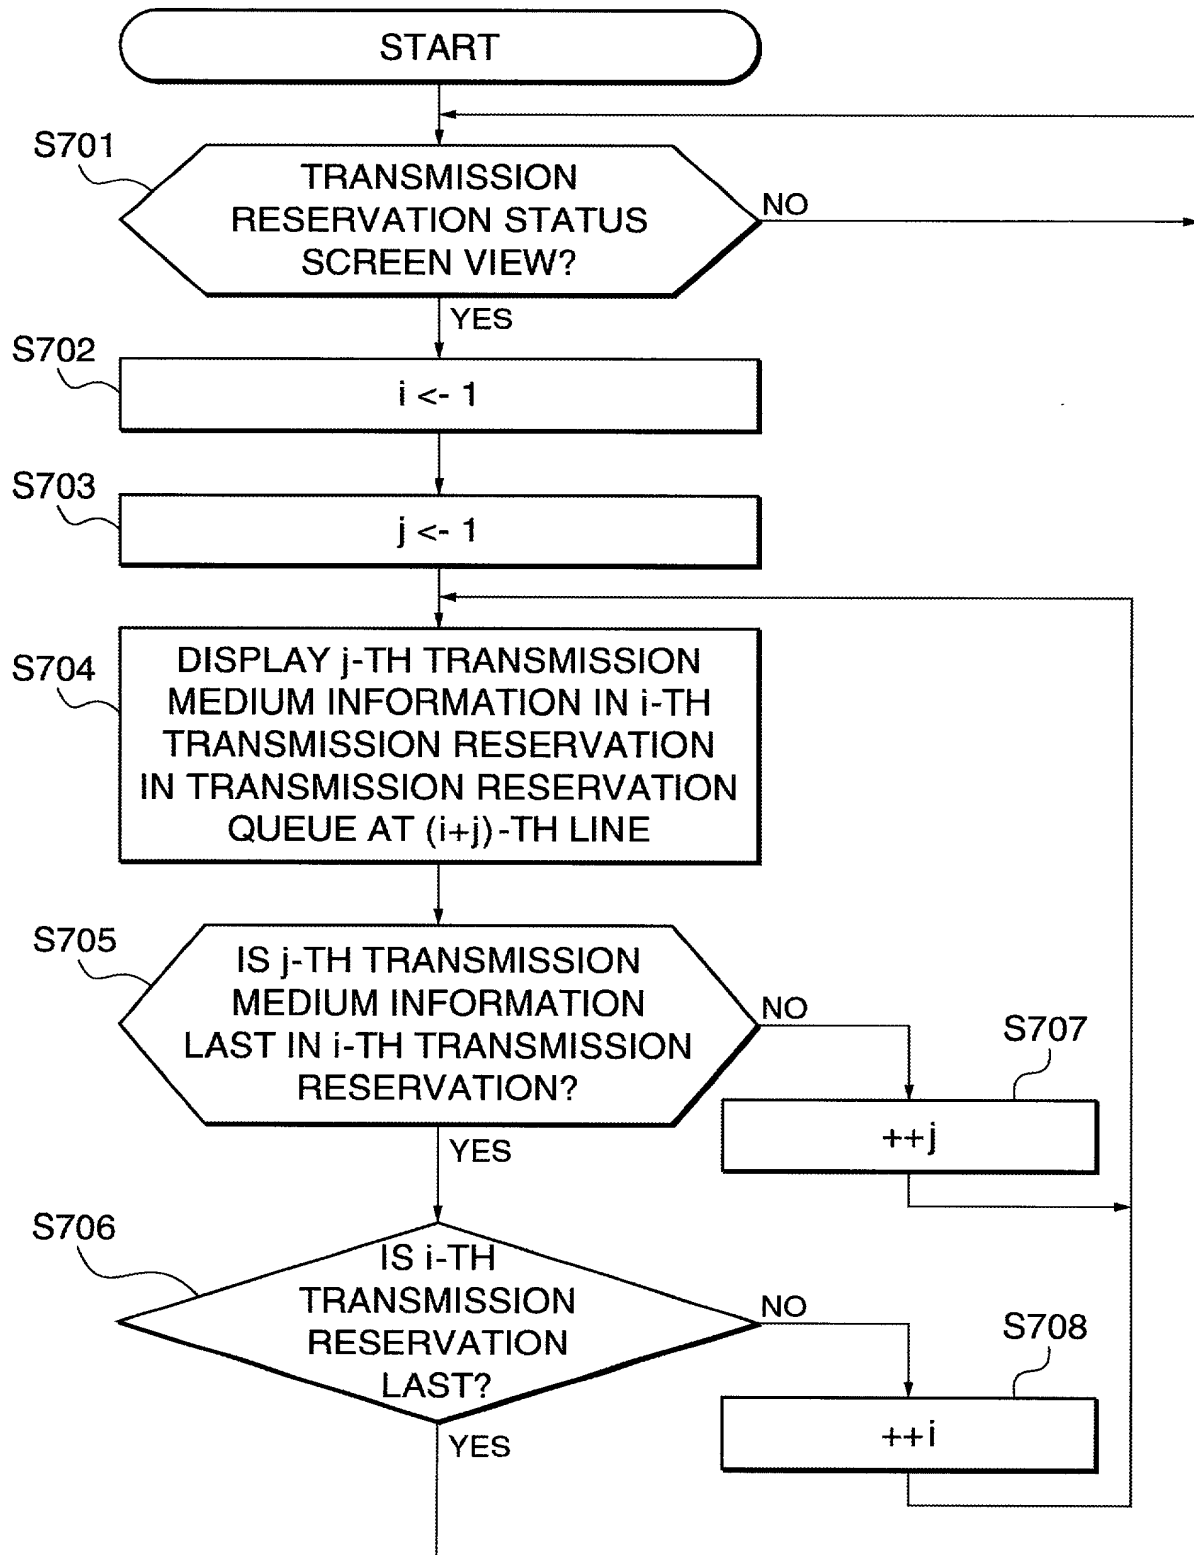 START
S701
TRANSMISSION
RESERVATION STATUS
SCREEN VIEW?
NO
YES
S702
i <- 1
S703
j <- 1
S704
DISPLAY j-TH TRANSMISSION
MEDIUM INFORMATION IN i-TH
TRANSMISSION RESERVATION
IN TRANSMISSION RESERVATION
QUEUE AT (i+j)-TH LINE
S705
IS j-TH TRANSMISSION
MEDIUM INFORMATION
LAST IN i-TH TRANSMISSION
RESERVATION?
NO
S707
++j
YES
S706
IS i-TH
TRANSMISSION
RESERVATION
LAST?
NO
S708
++i
YES